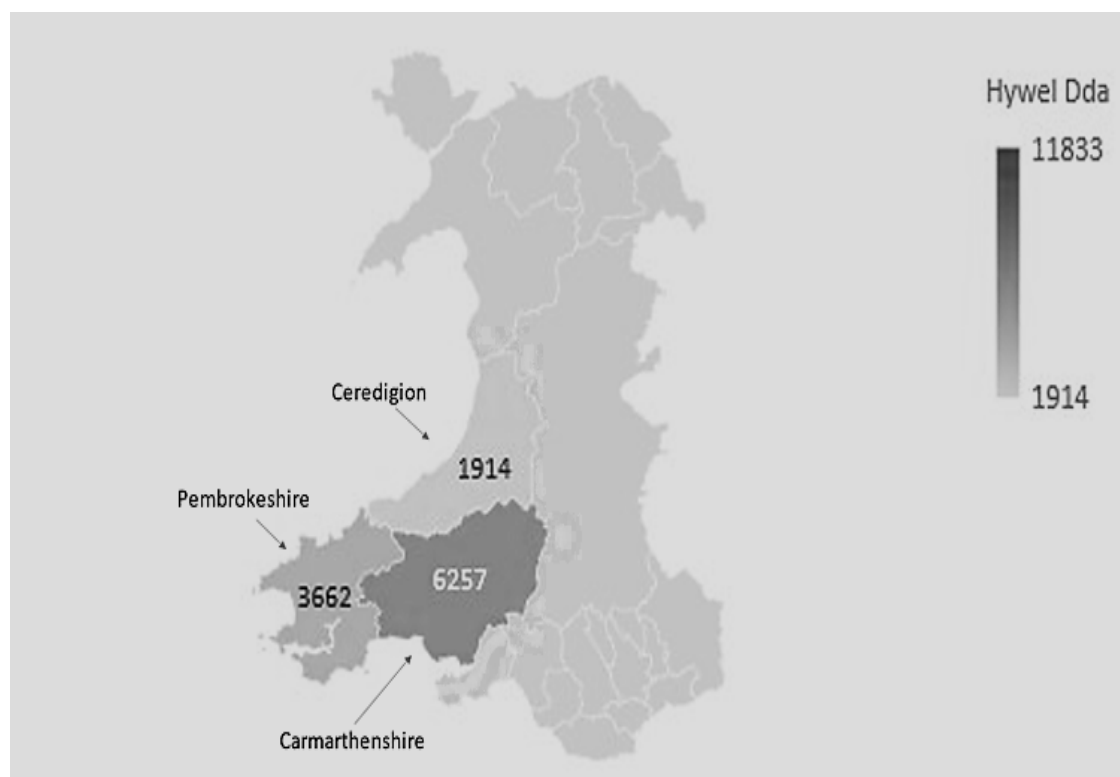 Hywel Dda
11833
1914
Ceredigion
1914
Pembrokeshire
3662
6257
Carmarthenshire